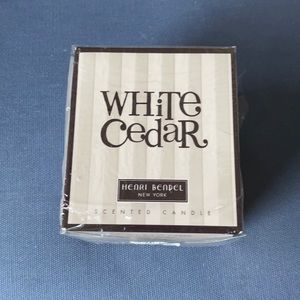 WHiTE
CedaR
HENRI BENDEL
NEW YORK
SCENTED CANDLE